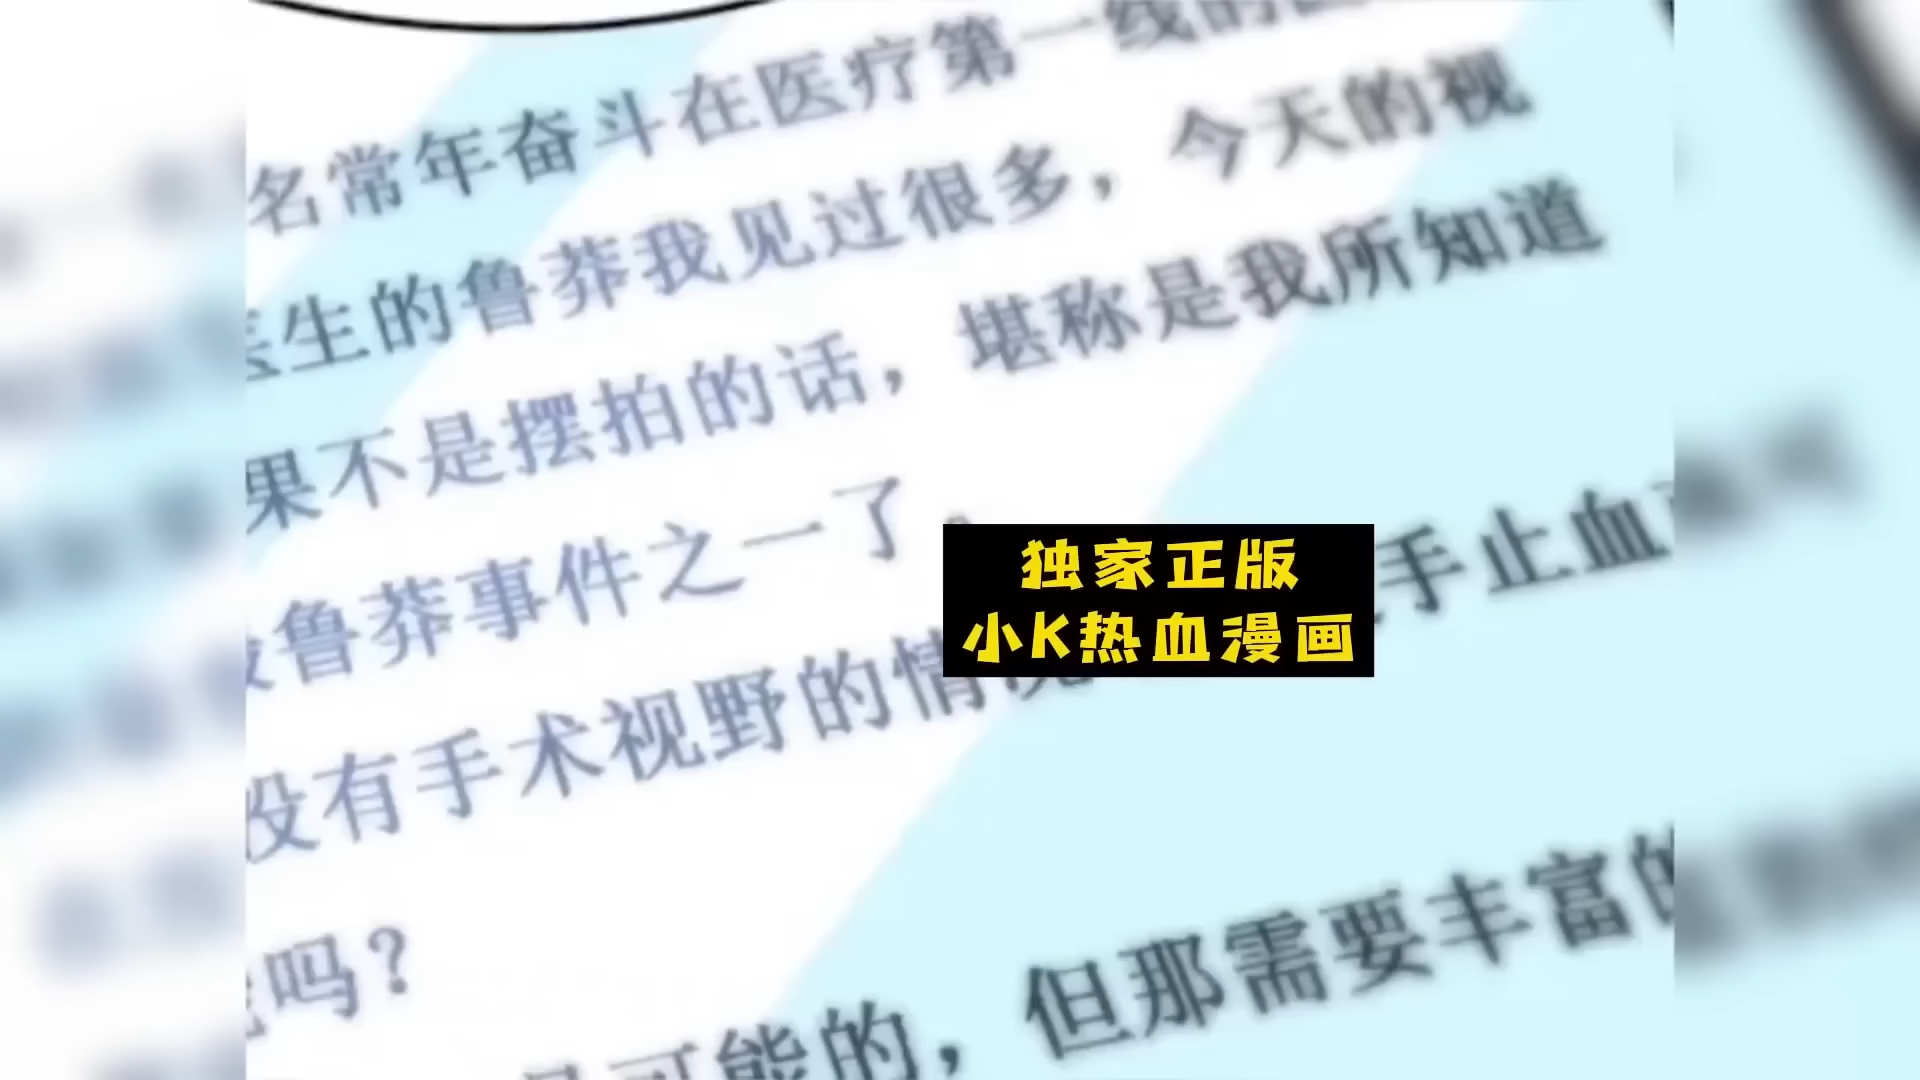 名常年奋斗在医疗第一线的
医生的鲁莽我见过很多，今天的视
果不是摆拍的话，堪称是我所知道
鲁莽事件之一了。
独家正版
小K热血漫画
没有手术视野的情况 手止血
吗？
可能的，但那需要丰富的